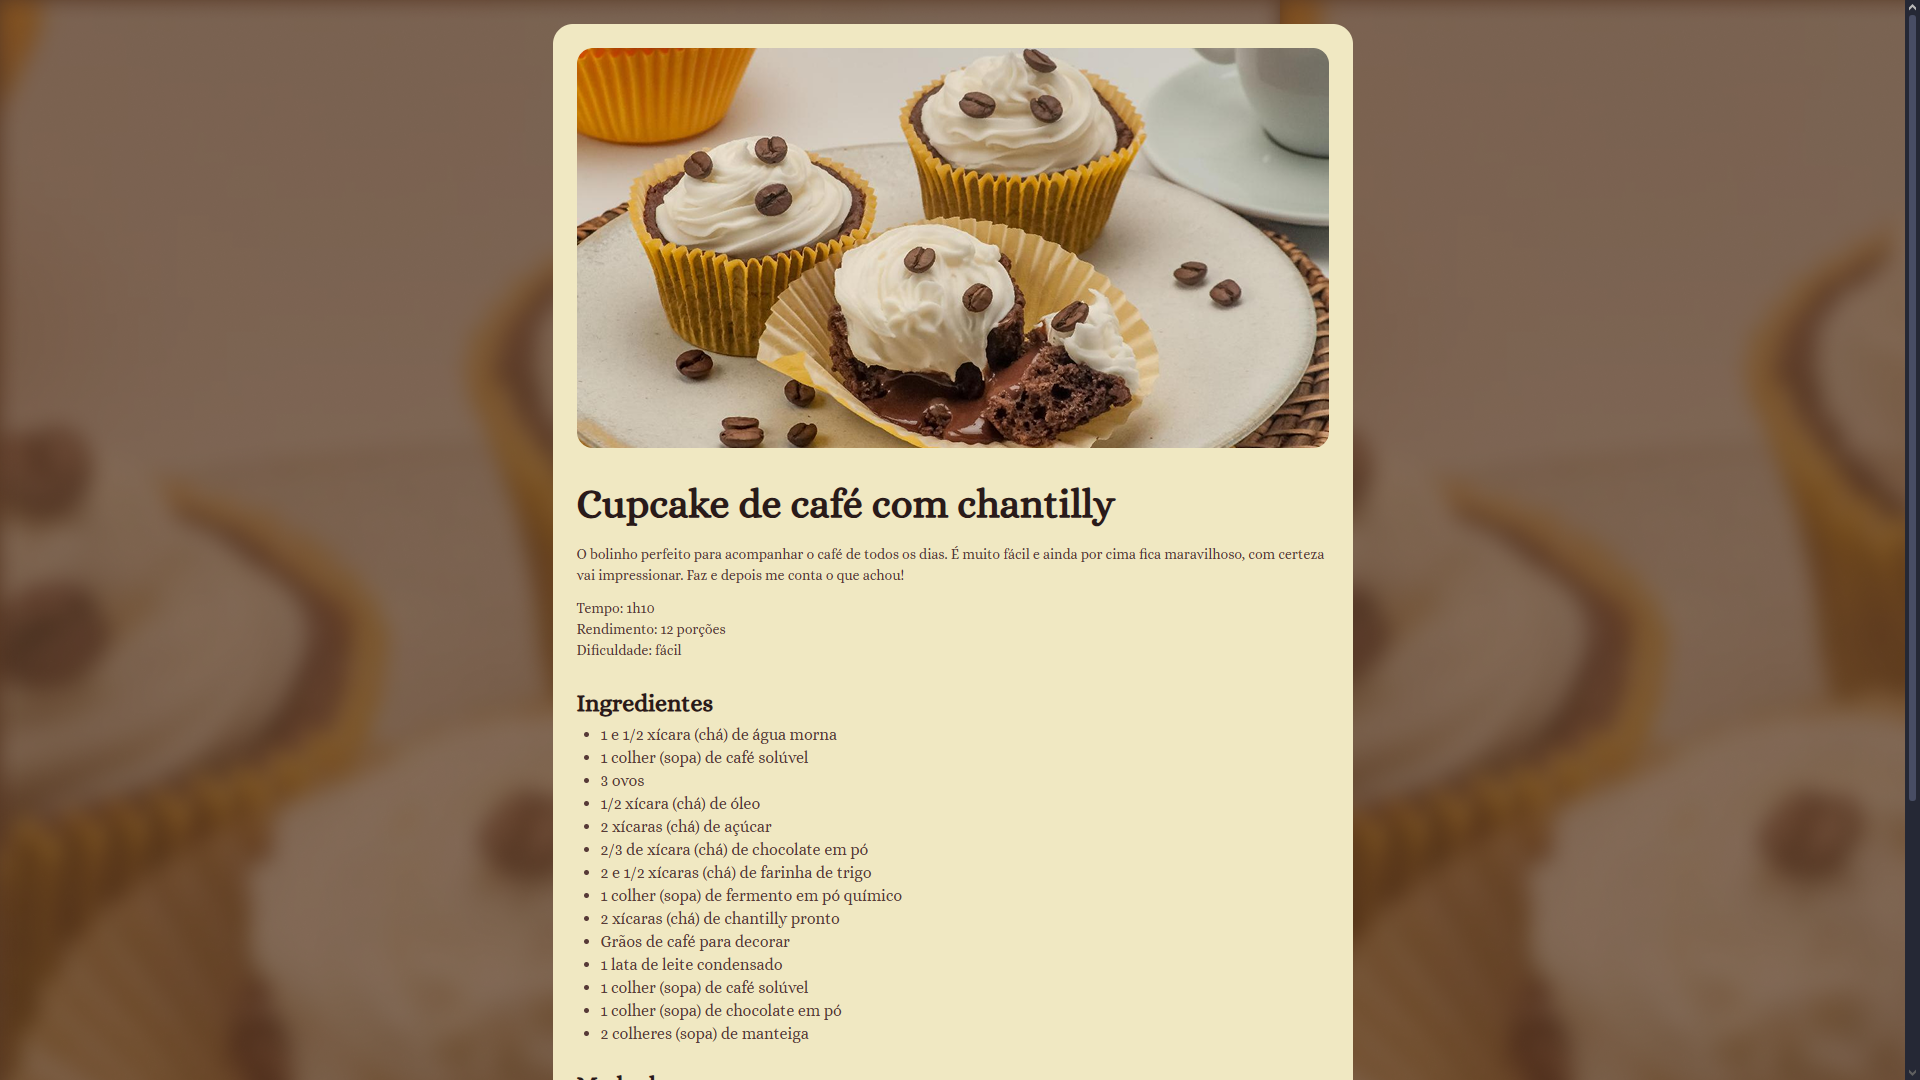 Cupcake de café com chantilly
O bolinho perfeito para acompanhar o café de todos os dias. É muito fácil e ainda por cima fica maravilhoso, com certeza
vai impressionar. Faz e depois me conta o que achou!
Tempo: 1h10
Rendimento: 12 porções
Dificuldade: fácil
Ingredientes
• 1 e 1/2 xícara (chá) de água morna
• 1 colher (sopa) de café solúvel
• 3 ovos
• 1/2 xícara (chá) de óleo
• 2 xícaras (chá) de açúcar
• 2/3 de xícara (chá) de chocolate em pó
• 2 e 1/2 xícaras (chá) de farinha de trigo
• 1 colher (sopa) de fermento em pó químico
• 2 xícaras (chá) de chantilly pronto
• Grãos de café para decorar
• 1 lata de leite condensado
• 1 colher (sopa) de café solúvel
• 1 colher (sopa) de chocolate em pó
• 2 colheres (sopa) de manteiga